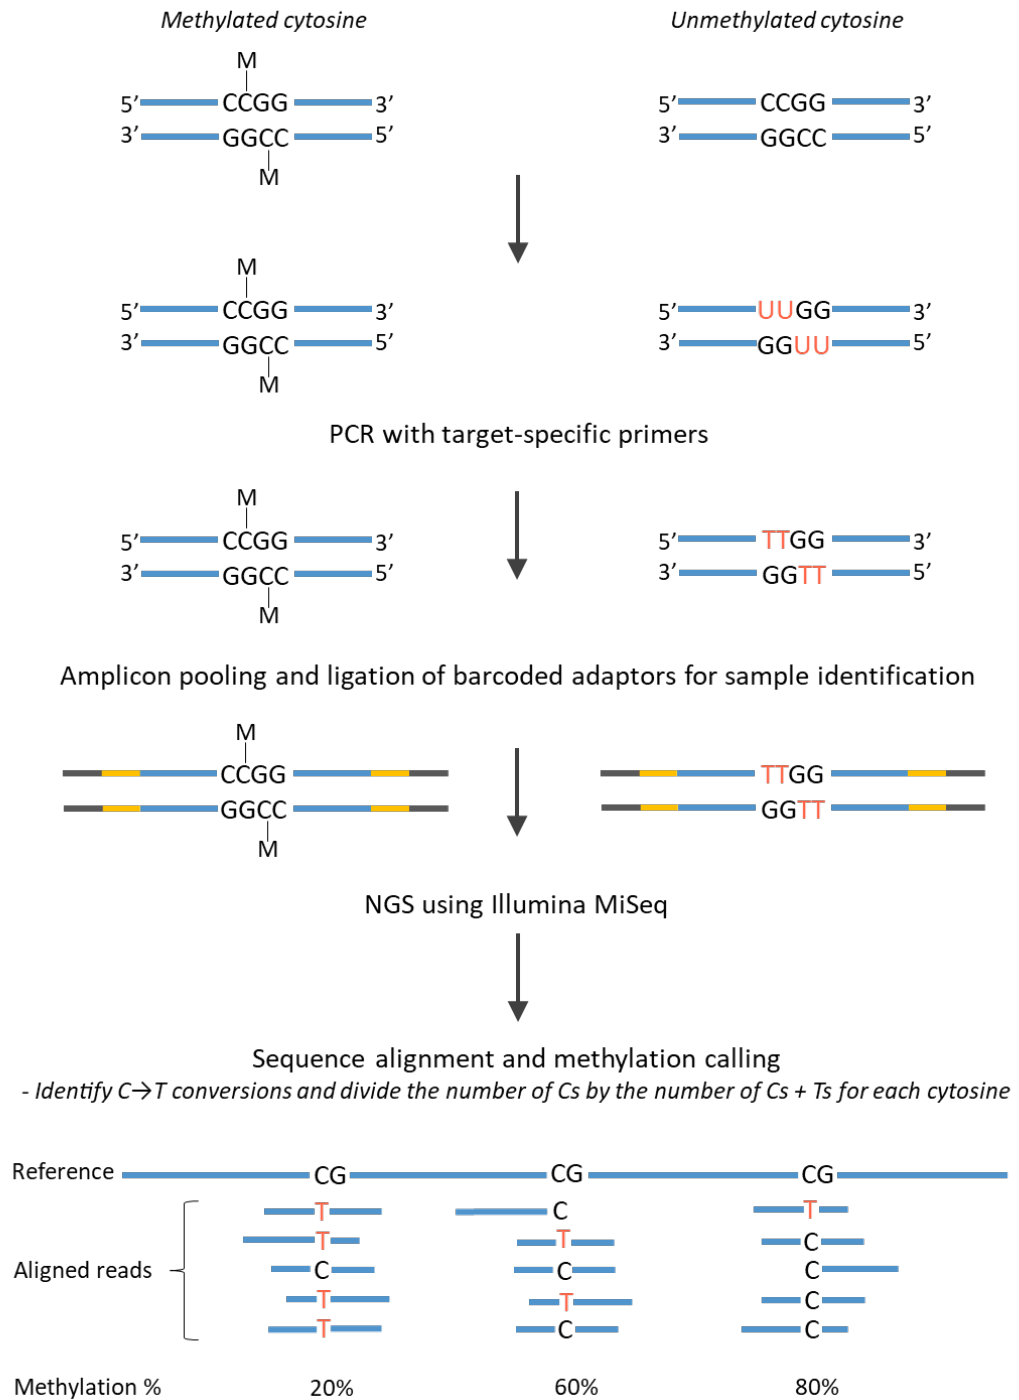 Methylated cytosine Unmethylated cytosine
M
5’ CCGG 3’ 5’ CCGG 3’
3’ GGCC 5’ 3’ GGCC 5’
M
M
5’ CCGG 3’ 5’ UUGG 3’
3’ GGCC 5’ 3’ GGUU 5’
M
PCR with target-specific primers
M
5’ CCGG 3’ 5’ TTGG 3’
3’ GGCC 5’ 3’ GGTT 5’
M
Amplicon pooling and ligation of barcoded adaptors for sample identification
M
CCGG TTGG
GGCC GGTT
M
NGS using Illumina MiSeq
Sequence alignment and methylation calling
- Identify C→T conversions and divide the number of Cs by the number of Cs + Ts for each cytosine
Reference CG CG CG
T C T
T T C
Aligned reads C C C
T T C
T C C
Methylation % 20% 60% 80%